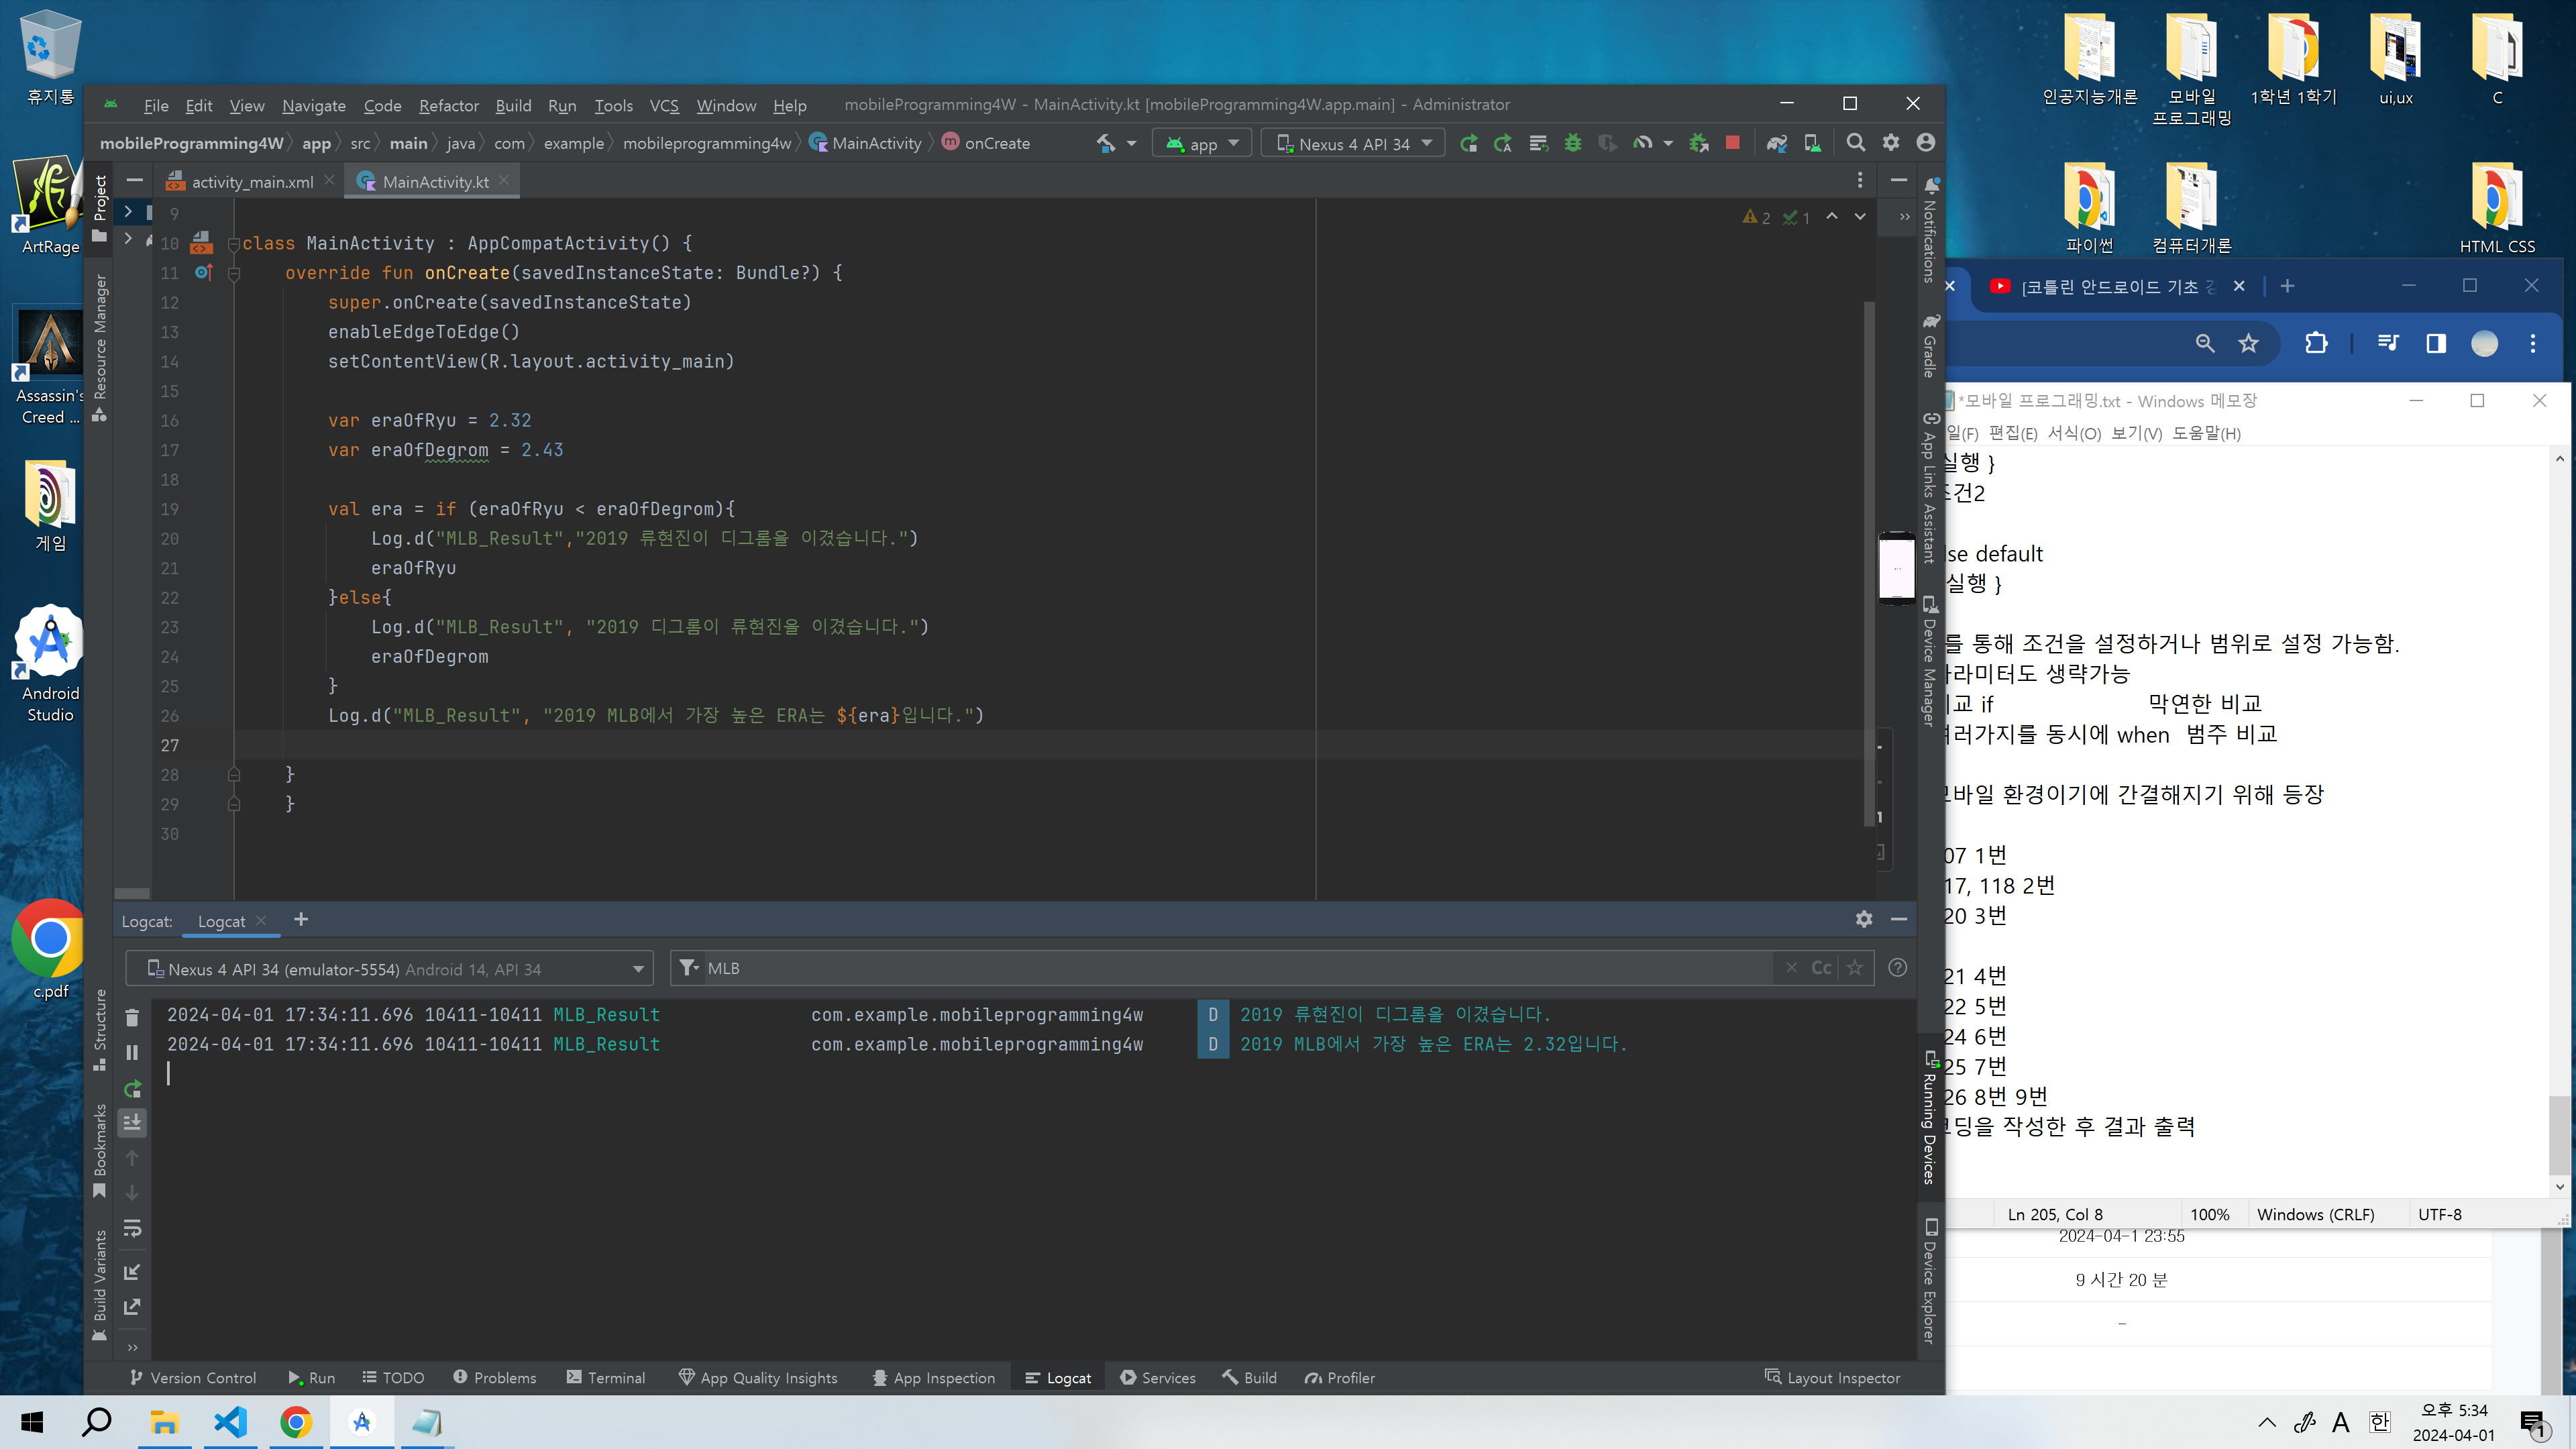 휴지통
ArtRage
Assassin's
Creed ...
게임
Android
Studio
c.pdf
인공지능개론
모바일
프로그래밍
1학년 1학기
ui,ux
C
파이썬
컴퓨터개론
HTML CSS
File Edit View Navigate Code Refactor Build Run Tools VCS Window Help
mobileProgramming4W - MainActivity.kt [mobileProgramming4W.app.main] - Administrator
mobileProgramming4W app src main java com example mobileprogramming4w MainActivity onCreate
app
Nexus 4 API 34
activity_main.xml
MainActivity.kt
2 1
Project
Resource Manager
Structure
Bookmarks
Build Variants
9
10 class MainActivity : AppCompatActivity() {
11 override fun onCreate(savedInstanceState: Bundle?) {
12 super.onCreate(savedInstanceState)
13 enableEdgeToEdge()
14 setContentView(R.layout.activity_main)
15
16 var eraOfRyu = 2.32
17 var eraOfDegrom = 2.43
18
19 val era = if (eraOfRyu < eraOfDegrom){
20 Log.d("MLB_Result","2019 류현진이 디그롬을 이겼습니다.")
21 eraOfRyu
22 }else{
23 Log.d("MLB_Result", "2019 디그롬이 류현진을 이겼습니다.")
24 eraOfDegrom
25 }
26 Log.d("MLB_Result", "2019 MLB에서 가장 높은 ERA는 ${era}입니다.")
27
28 }
29 }
30
Notifications
Gradle
App Links Assistant
Device Manager
Running Devices
Device Explorer
Logcat: Logcat
Nexus 4 API 34 (emulator-5554) Android 14, API 34
MLB
Cc
2024-04-01 17:34:11.696 10411-10411 MLB_Result com.example.mobileprogramming4w D 2019 류현진이 디그롬을 이겼습니다.
2024-04-01 17:34:11.696 10411-10411 MLB_Result com.example.mobileprogramming4w D 2019 MLB에서 가장 높은 ERA는 2.32입니다.
Version Control Run TODO Problems Terminal App Quality Insights App Inspection Logcat Services Build Profiler Layout Inspector
[코틀린 안드로이드 기초
*모바일 프로그래밍.txt - Windows 메모장
일(F) 편집(E) 서식(O) 보기(V) 도움말(H)
실행 }
조건2
lse default
실행 }
를 통해 조건을 설정하거나 범위로 설정 가능함.
라미터도 생략가능
교 if 막연한 비교
러가지를 동시에 when 범주 비교
모바일 환경이기에 간결해지기 위해 등장
07 1번
17, 118 2번
20 3번
21 4번
22 5번
24 6번
25 7번
26 8번 9번
코딩을 작성한 후 결과 출력
Ln 205, Col 8 100% Windows (CRLF) UTF-8
2024-04-1 23:55
9 시간 20 분
-
A 한
오후 5:34
2024-04-01
1